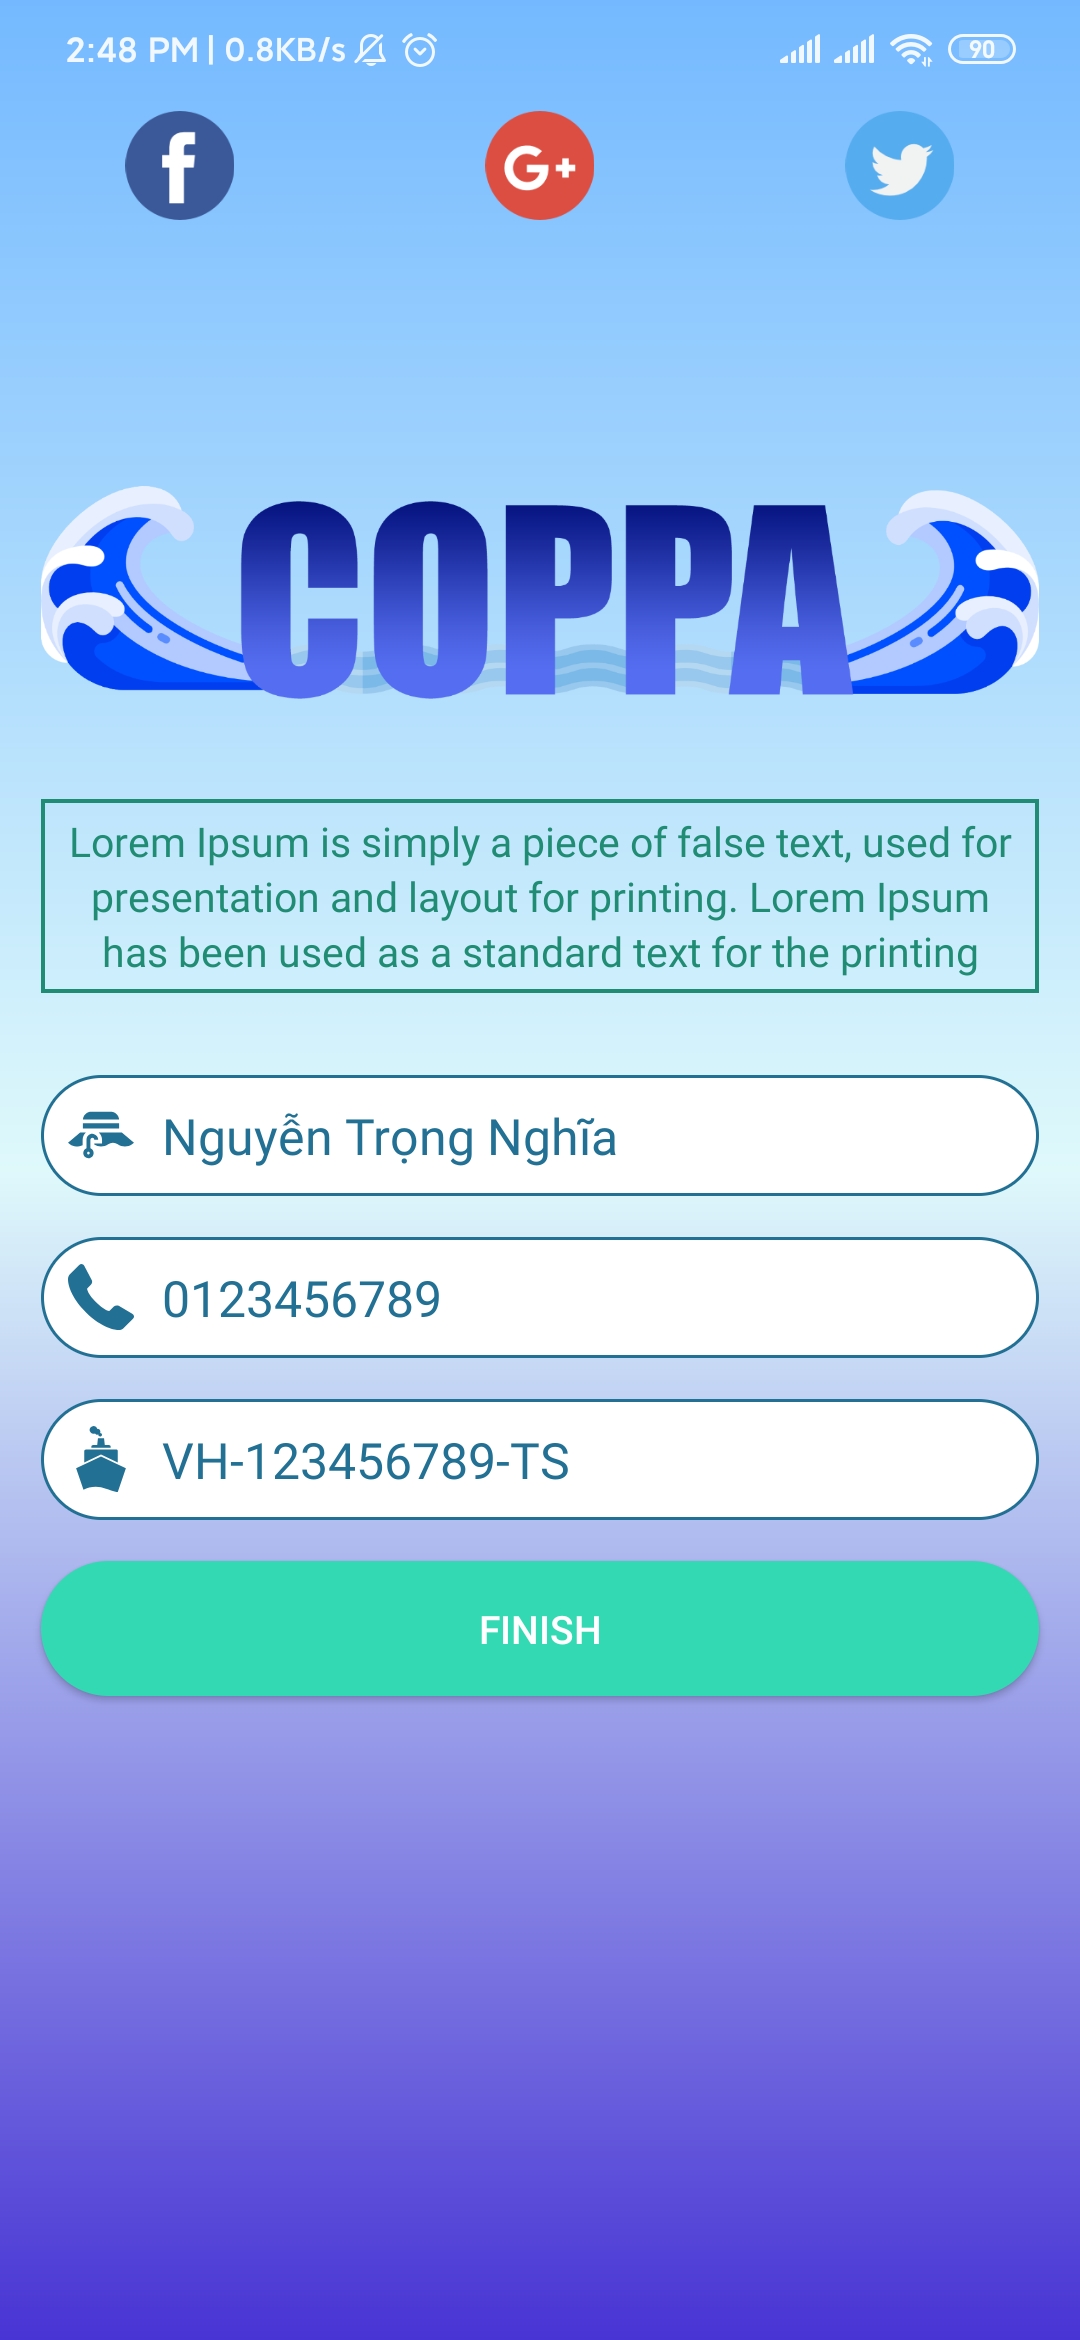 2:48 PM | 0.8KB/s 90
f G+
COPPA
Lorem Ipsum is simply a piece of false text, used for
presentation and layout for printing. Lorem Ipsum
has been used as a standard text for the printing
Nguyễn Trọng Nghĩa
0123456789
VH-123456789-TS
FINISH